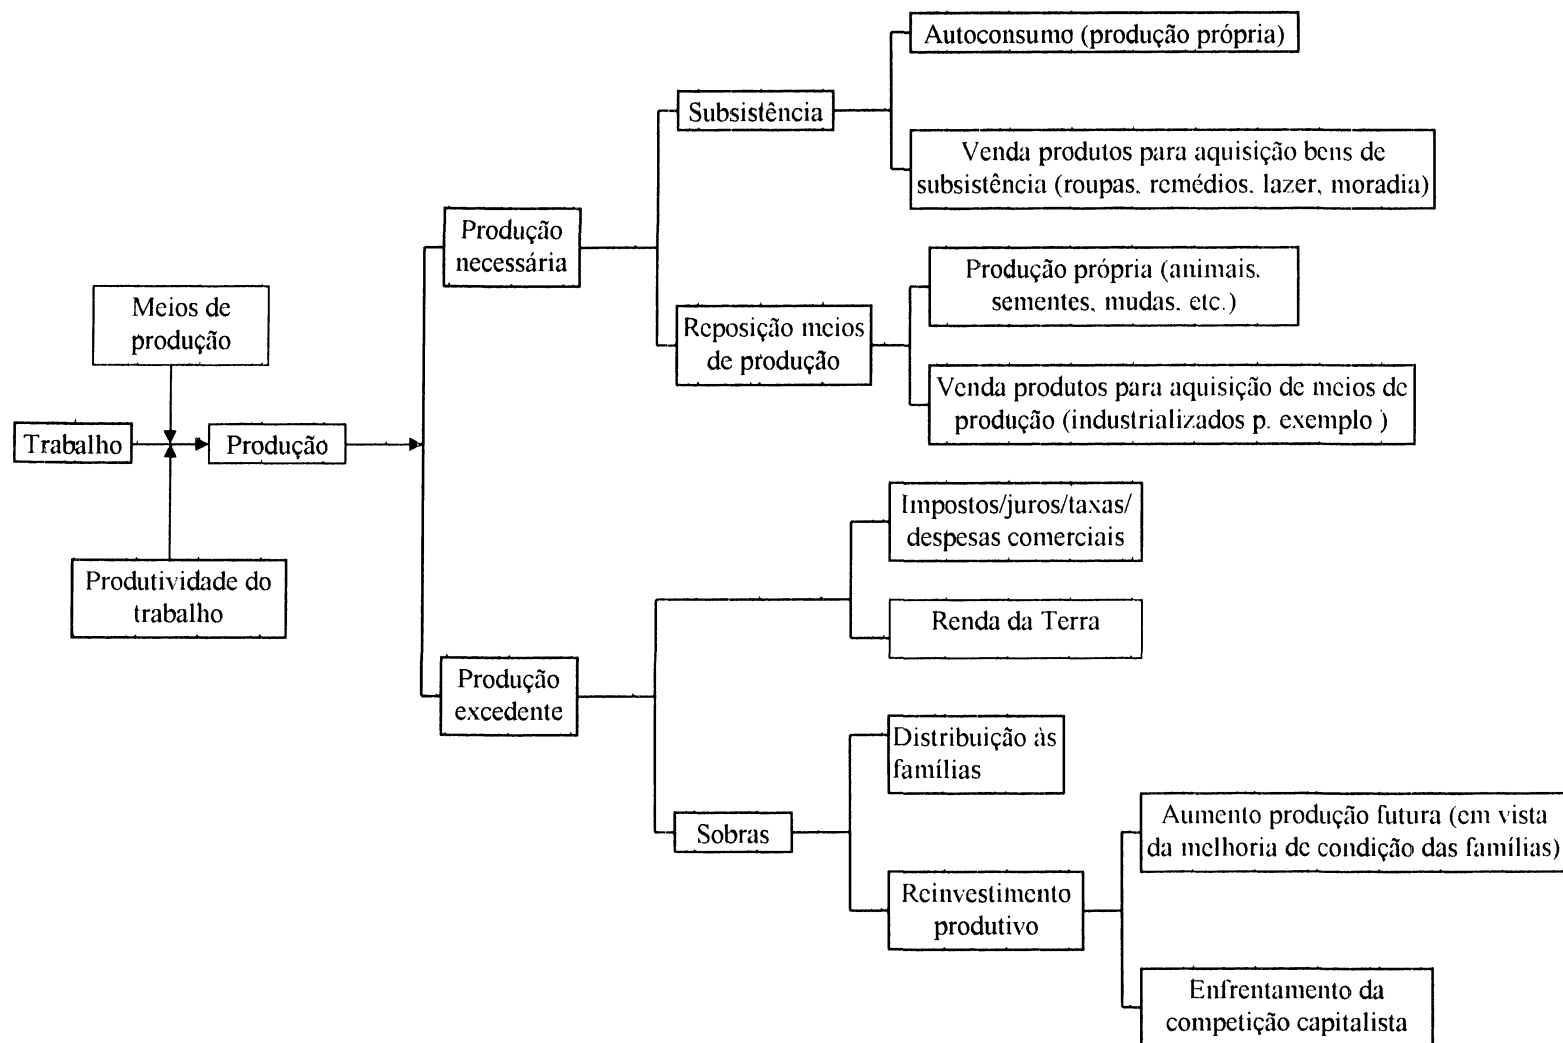 Autoconsumo (produção própria)
Subsistência
Venda produtos para aquisição bens de
subsistência (roupas, remédios, lazer, moradia)
Produção
necessária
Produção própria (animais,
sementes, mudas, etc.)
Meios de
produção
Reposição meios
de produção
Venda produtos para aquisição de meios de
produção (industrializados p. exemplo )
Trabalho
Produção
Impostos/juros/taxas/
despesas comerciais
Produtividade do
trabalho
Renda da Terra
Produção
excedente
Distribuição às
famílias
Sobras
Aumento produção futura (em vista
da melhoria de condição das famílias)
Reinvestimento
produtivo
Enfrentamento da
competição capitalista